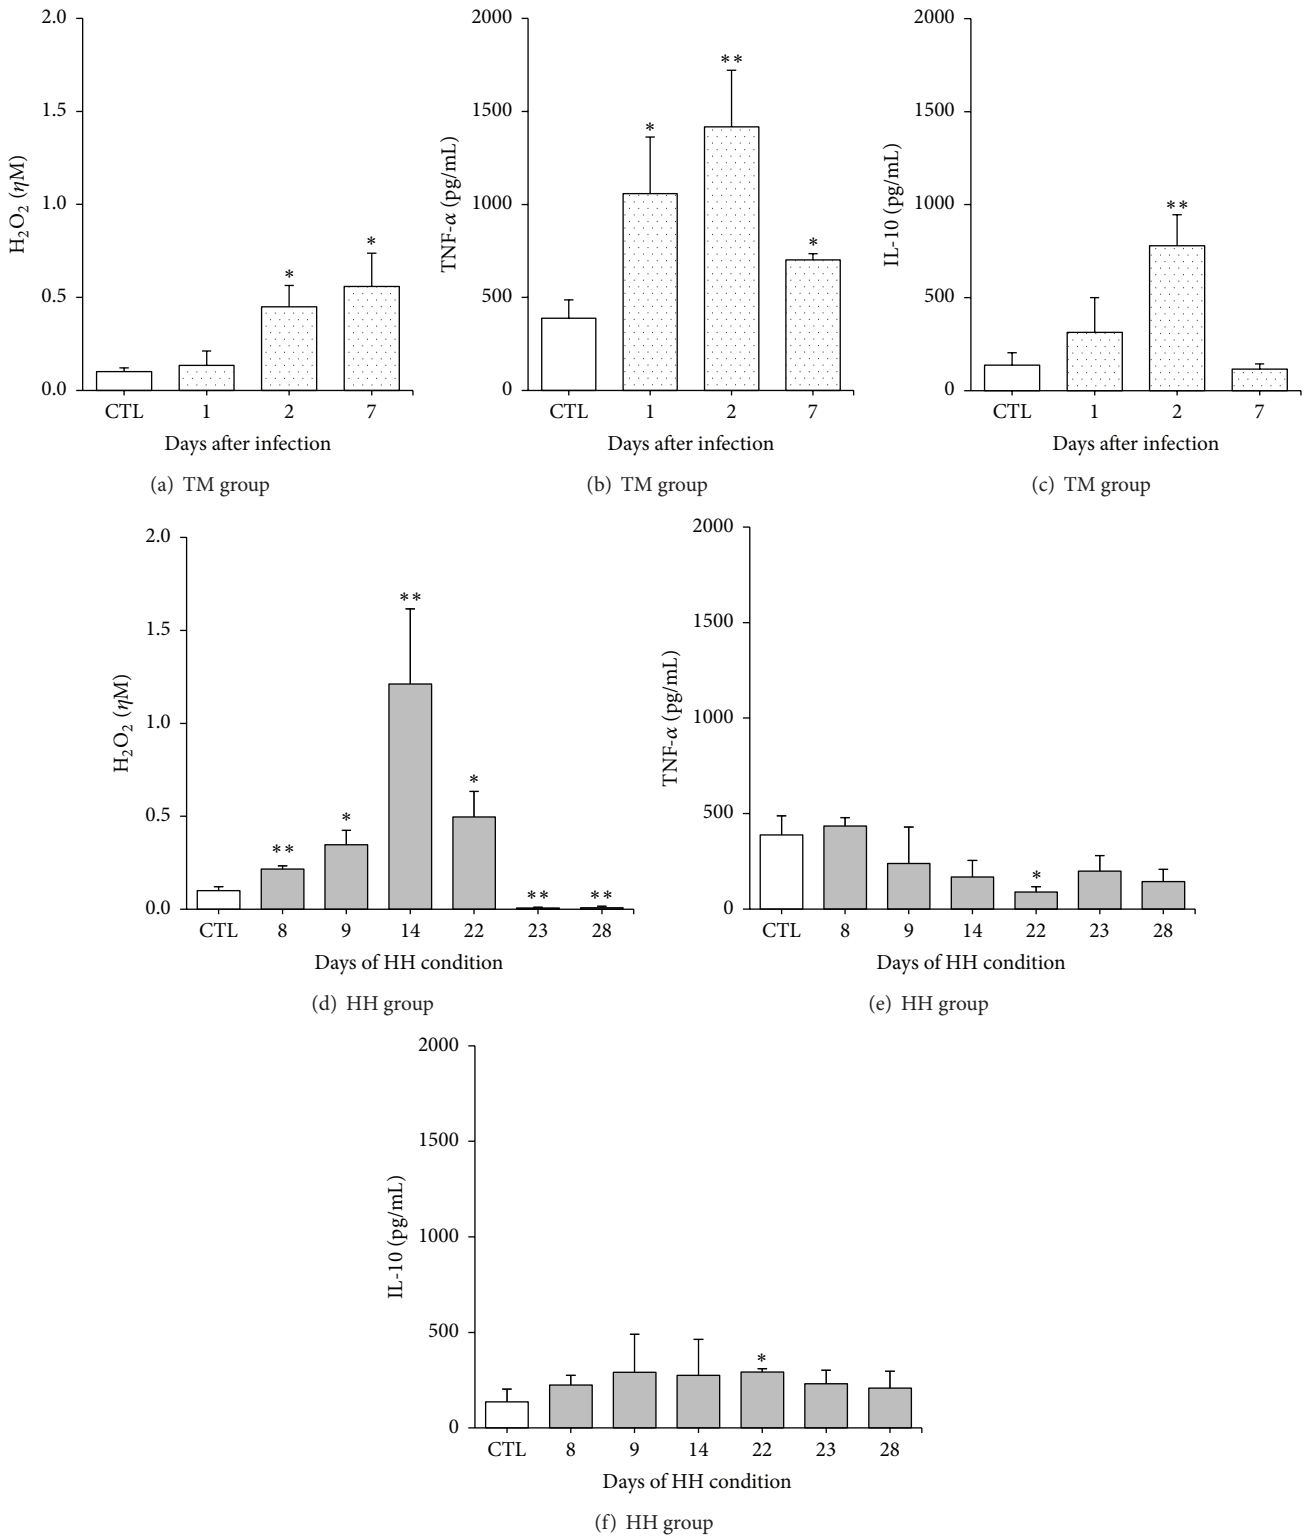 2.0
1.5
1.0
0.5
0.0
H₂O₂ (ηM)
*
*
CTL 1 2 7
Days after infection
(a) TM group
2000
1500
1000
500
0
TNF-α (pg/mL)
*
**
*
CTL 1 2 7
Days after infection
(b) TM group
2000
1500
1000
500
0
IL-10 (pg/mL)
**
CTL 1 2 7
Days after infection
(c) TM group
2.0
1.5
1.0
0.5
0.0
H₂O₂ (ηM)
**
*
**
*
**
**
CTL 8 9 14 22 23 28
Days of HH condition
(d) HH group
2000
1500
1000
500
0
TNF-α (pg/mL)
*
CTL 8 9 14 22 23 28
Days of HH condition
(e) HH group
2000
1500
1000
500
0
IL-10 (pg/mL)
*
CTL 8 9 14 22 23 28
Days of HH condition
(f) HH group